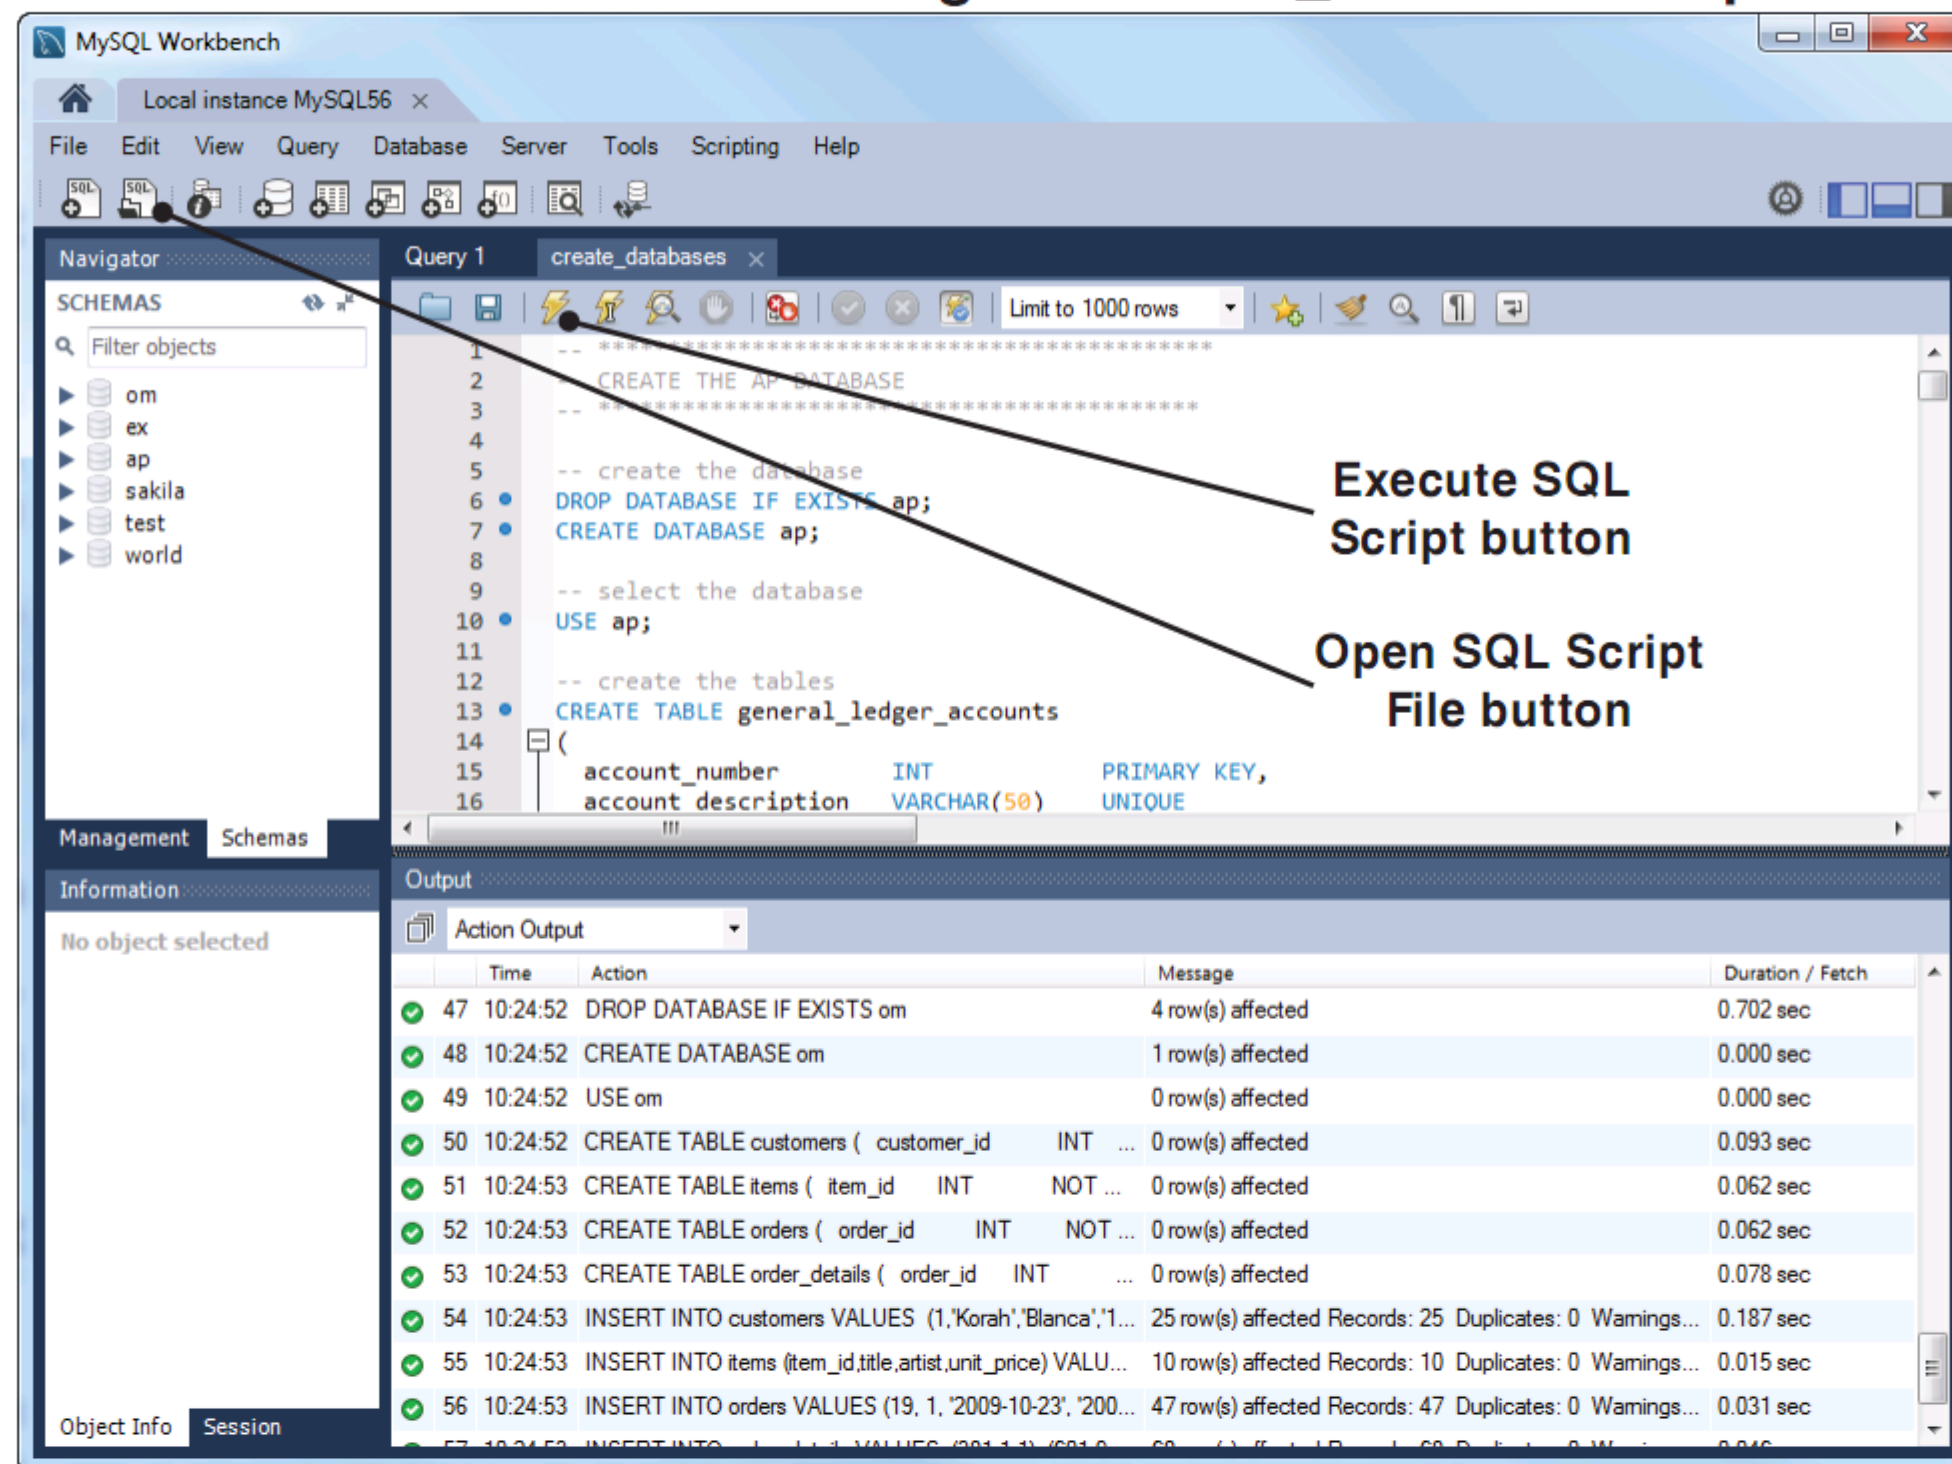 MySQL Workbench
Local instance MySQL56
File Edit View Query Database Server Tools Scripting Help
Navigator
SCHEMAS
Filter objects
om
ex
ap
sakila
test
world
Management Schemas
Information
No object selected
Object Info Session
Query 1 create_databases
Limit to 1000 rows
1 -- ********************************************
2 -- CREATE THE AP DATABASE
3 -- *******************************************
4
5 -- create the database
6 DROP DATABASE IF EXISTS ap;
7 CREATE DATABASE ap;
8
9 -- select the database
10 USE ap;
11
12 -- create the tables
13 CREATE TABLE general_ledger_accounts
14 (
15 account_number INT PRIMARY KEY,
16 account_description VARCHAR(50) UNIQUE
Execute SQL
Script button
Open SQL Script
File button
Output
Action Output
Time Action Message Duration / Fetch
47 10:24:52 DROP DATABASE IF EXISTS om 4 row(s) affected 0.702 sec
48 10:24:52 CREATE DATABASE om 1 row(s) affected 0.000 sec
49 10:24:52 USE om 0 row(s) affected 0.000 sec
50 10:24:52 CREATE TABLE customers ( customer_id INT ... 0 row(s) affected 0.093 sec
51 10:24:53 CREATE TABLE items ( item_id INT NOT ... 0 row(s) affected 0.062 sec
52 10:24:53 CREATE TABLE orders ( order_id INT NOT ... 0 row(s) affected 0.062 sec
53 10:24:53 CREATE TABLE order_details ( order_id INT ... 0 row(s) affected 0.078 sec
54 10:24:53 INSERT INTO customers VALUES (1,'Korah','Blanca','1... 25 row(s) affected Records: 25 Duplicates: 0 Warnings... 0.187 sec
55 10:24:53 INSERT INTO items (item_id,title,artist,unit_price) VALU... 10 row(s) affected Records: 10 Duplicates: 0 Warnings... 0.015 sec
56 10:24:53 INSERT INTO orders VALUES (19, 1, '2009-10-23', '200... 47 row(s) affected Records: 47 Duplicates: 0 Warnings... 0.031 sec